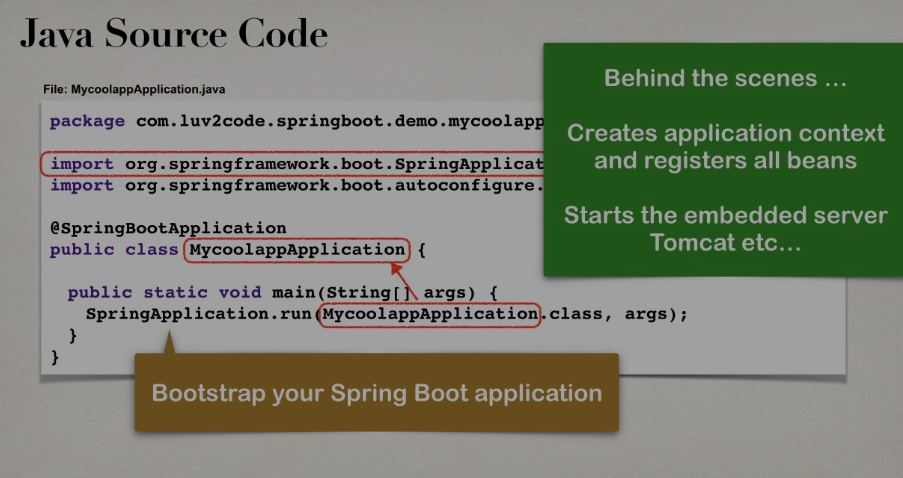 Java Source Code
File: MycoolappApplication.java
package com.luv2code.springboot.demo.mycoolapp
import org.springframework.boot.SpringApplicat
import org.springframework.boot.autoconfigure.
@SpringBootApplication
public class MycoolappApplication {
public static void main(String[] args) {
SpringApplication.run(MycoolappApplication.class, args);
}
}
Behind the scenes …
Creates application context
and registers all beans
Starts the embedded server
Tomcat etc…
Bootstrap your Spring Boot application